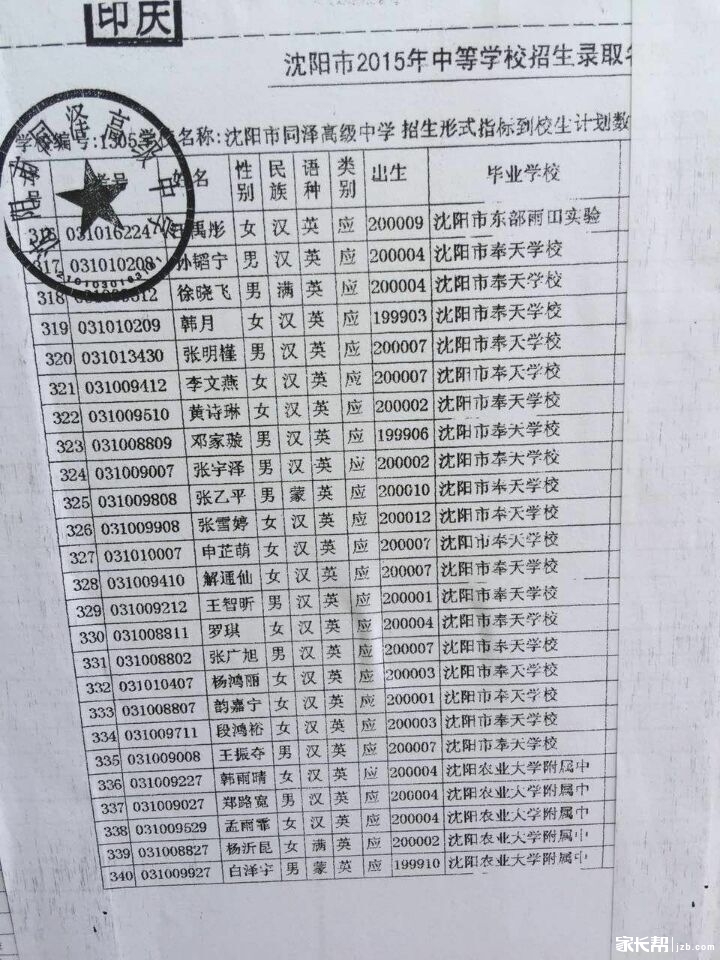 印庆
沈阳市2015年中等学校招生录取
学校编号:1305学校名称:沈阳市同泽高级中学 招生形式指标到校生计划数
沈阳市同泽高级中学
2101030163101
考号 姓名 性别 民族 语种 类别 出生 毕业学校
316 031016224 禹彤 女 汉 英 应 200009 沈阳市东部雨田实验
317 031010208 孙韬宁 男 汉 英 应 200004 沈阳市奉天学校
318 徐晓飞 男 满 英 应 200004 沈阳市奉天学校
319 031010209 韩月 女 汉 英 应 199903 沈阳市奉天学校
320 031013430 张明槿 男 汉 英 应 200007 沈阳市奉天学校
321 031009412 李文燕 女 汉 英 应 200007 沈阳市奉天学校
322 031009510 黄诗琳 女 汉 英 应 200002 沈阳市奉天学校
323 031008809 邓家璇 男 汉 英 应 199906 沈阳市奉天学校
324 031009007 张宇泽 男 汉 英 应 200002 沈阳市奉天学校
325 031009808 张乙平 男 蒙 英 应 200010 沈阳市奉天学校
326 031009908 张雪婷 女 汉 英 应 200012 沈阳市奉天学校
327 031010007 申芷萌 女 汉 英 应 200007 沈阳市奉天学校
328 031009410 解通仙 女 汉 英 应 200007 沈阳市奉天学校
329 031009212 王智昕 男 汉 英 应 200001 沈阳市奉天学校
330 031008811 罗琪 女 汉 英 应 200004 沈阳市奉天学校
331 031008802 张广旭 男 汉 英 应 200007 沈阳市奉天学校
332 031010407 杨鸿丽 女 汉 英 应 200003 沈阳市奉天学校
333 031008807 韵嘉宁 女 汉 英 应 200001 沈阳市奉天学校
334 031009711 段鸿裕 女 汉 英 应 200003 沈阳市奉天学校
335 031009008 王振夺 男 汉 英 应 200007 沈阳市奉天学校
336 031009227 韩雨晴 女 汉 英 应 200004 沈阳农业大学附属中
337 031009027 郑路宽 男 汉 英 应 200004 沈阳农业大学附属中
338 031009529 孟雨霏 女 汉 英 应 200004 沈阳农业大学附属中
339 031008827 杨沂昆 女 满 英 应 200002 沈阳农业大学附属中
340 031009927 白泽宇 男 蒙 英 应 199910 沈阳农业大学附属中
家长帮 jzb.com